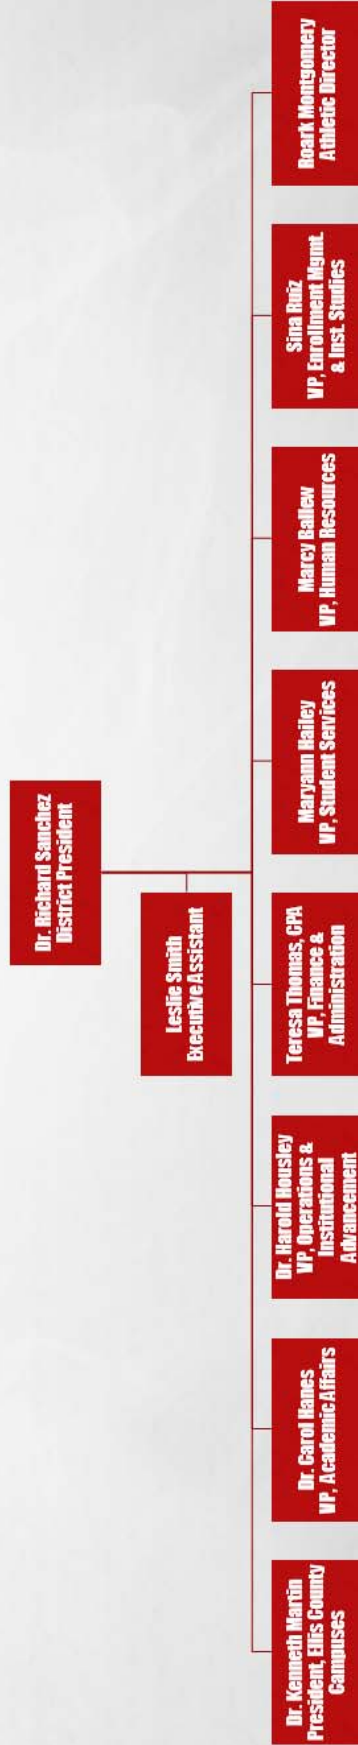 Dr. Richard Sanchez
District President
Leslie Smith
Executive Assistant
Dr. Kenneth Martin
President, Ellis County
Campuses
Dr. Carol Hanes
VP, Academic Affairs
Dr. Harold Housley
VP, Operations &
Institutional
Advancement
Teresa Thomas, CPA
VP, Finance &
Administration
Maryann Hailey
VP, Student Services
Marcy Ballew
VP, Human Resources
Sina Ruiz
VP, Enrollment Mgmt.
& Inst. Studies
Roark Montgomery
Athletic Director